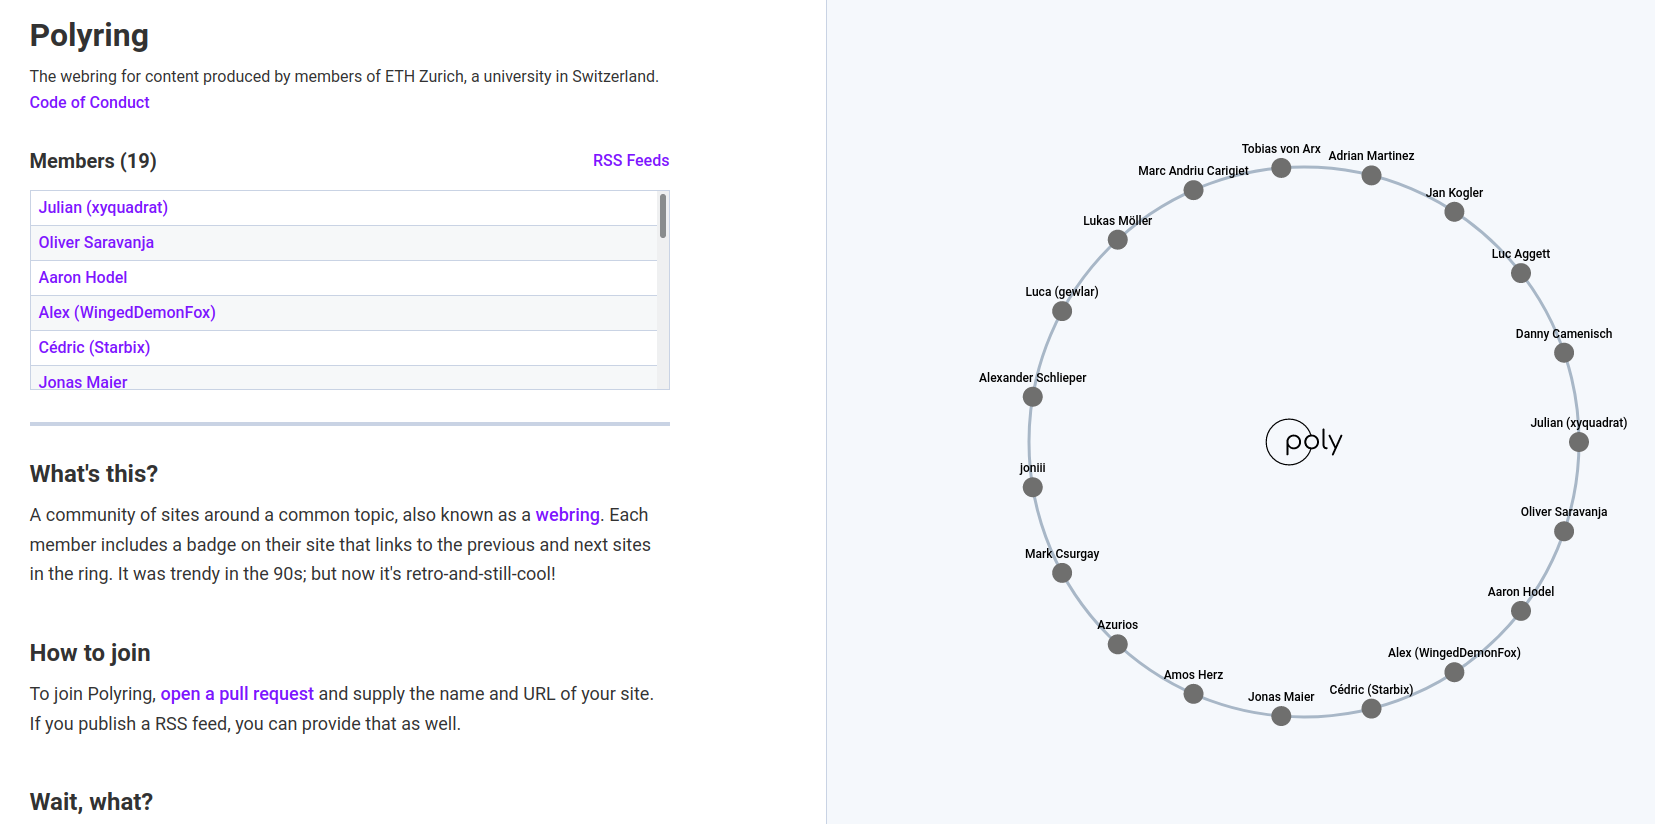 Polyring
The webring for content produced by members of ETH Zurich, a university in Switzerland.
Code of Conduct
Members (19)
RSS Feeds
Julian (xyquadrat)
Oliver Saravanja
Aaron Hodel
Alex (WingedDemonFox)
Cédric (Starbix)
Jonas Maier
What's this?
A community of sites around a common topic, also known as a webring. Each
member includes a badge on their site that links to the previous and next sites
in the ring. It was trendy in the 90s; but now it's retro-and-still-cool!
How to join
To join Polyring, open a pull request and supply the name and URL of your site.
If you publish a RSS feed, you can provide that as well.
Wait, what?
Tobias von Arx
Adrian Martinez
Marc Andriu Carigiet
Jan Kogler
Lukas Möller
Luc Aggett
Luca (gewlar)
Danny Camenisch
Alexander Schlieper
Julian (xyquadrat)
poly
joniii
Oliver Saravanja
Mark Csurgay
Aaron Hodel
Azurios
Alex (WingedDemonFox)
Amos Herz
Cédric (Starbix)
Jonas Maier